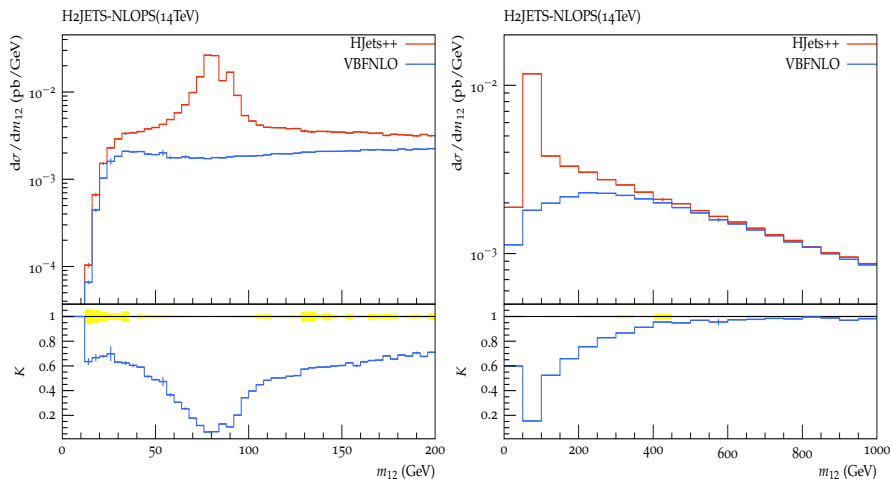 H2JETS-NLOPS(14TeV)
HJets++
VBFNLO
dσ / dm12 (pb/GeV)
10−2
10−3
10−4
K
1
0.8
0.6
0.4
0.2
0 50 100 150 200
m12 (GeV)
H2JETS-NLOPS(14TeV)
HJets++
VBFNLO
dσ / dm12 (pb/GeV)
10−2
10−3
K
1
0.8
0.6
0.4
0.2
0 200 400 600 800 1000
m12 (GeV)